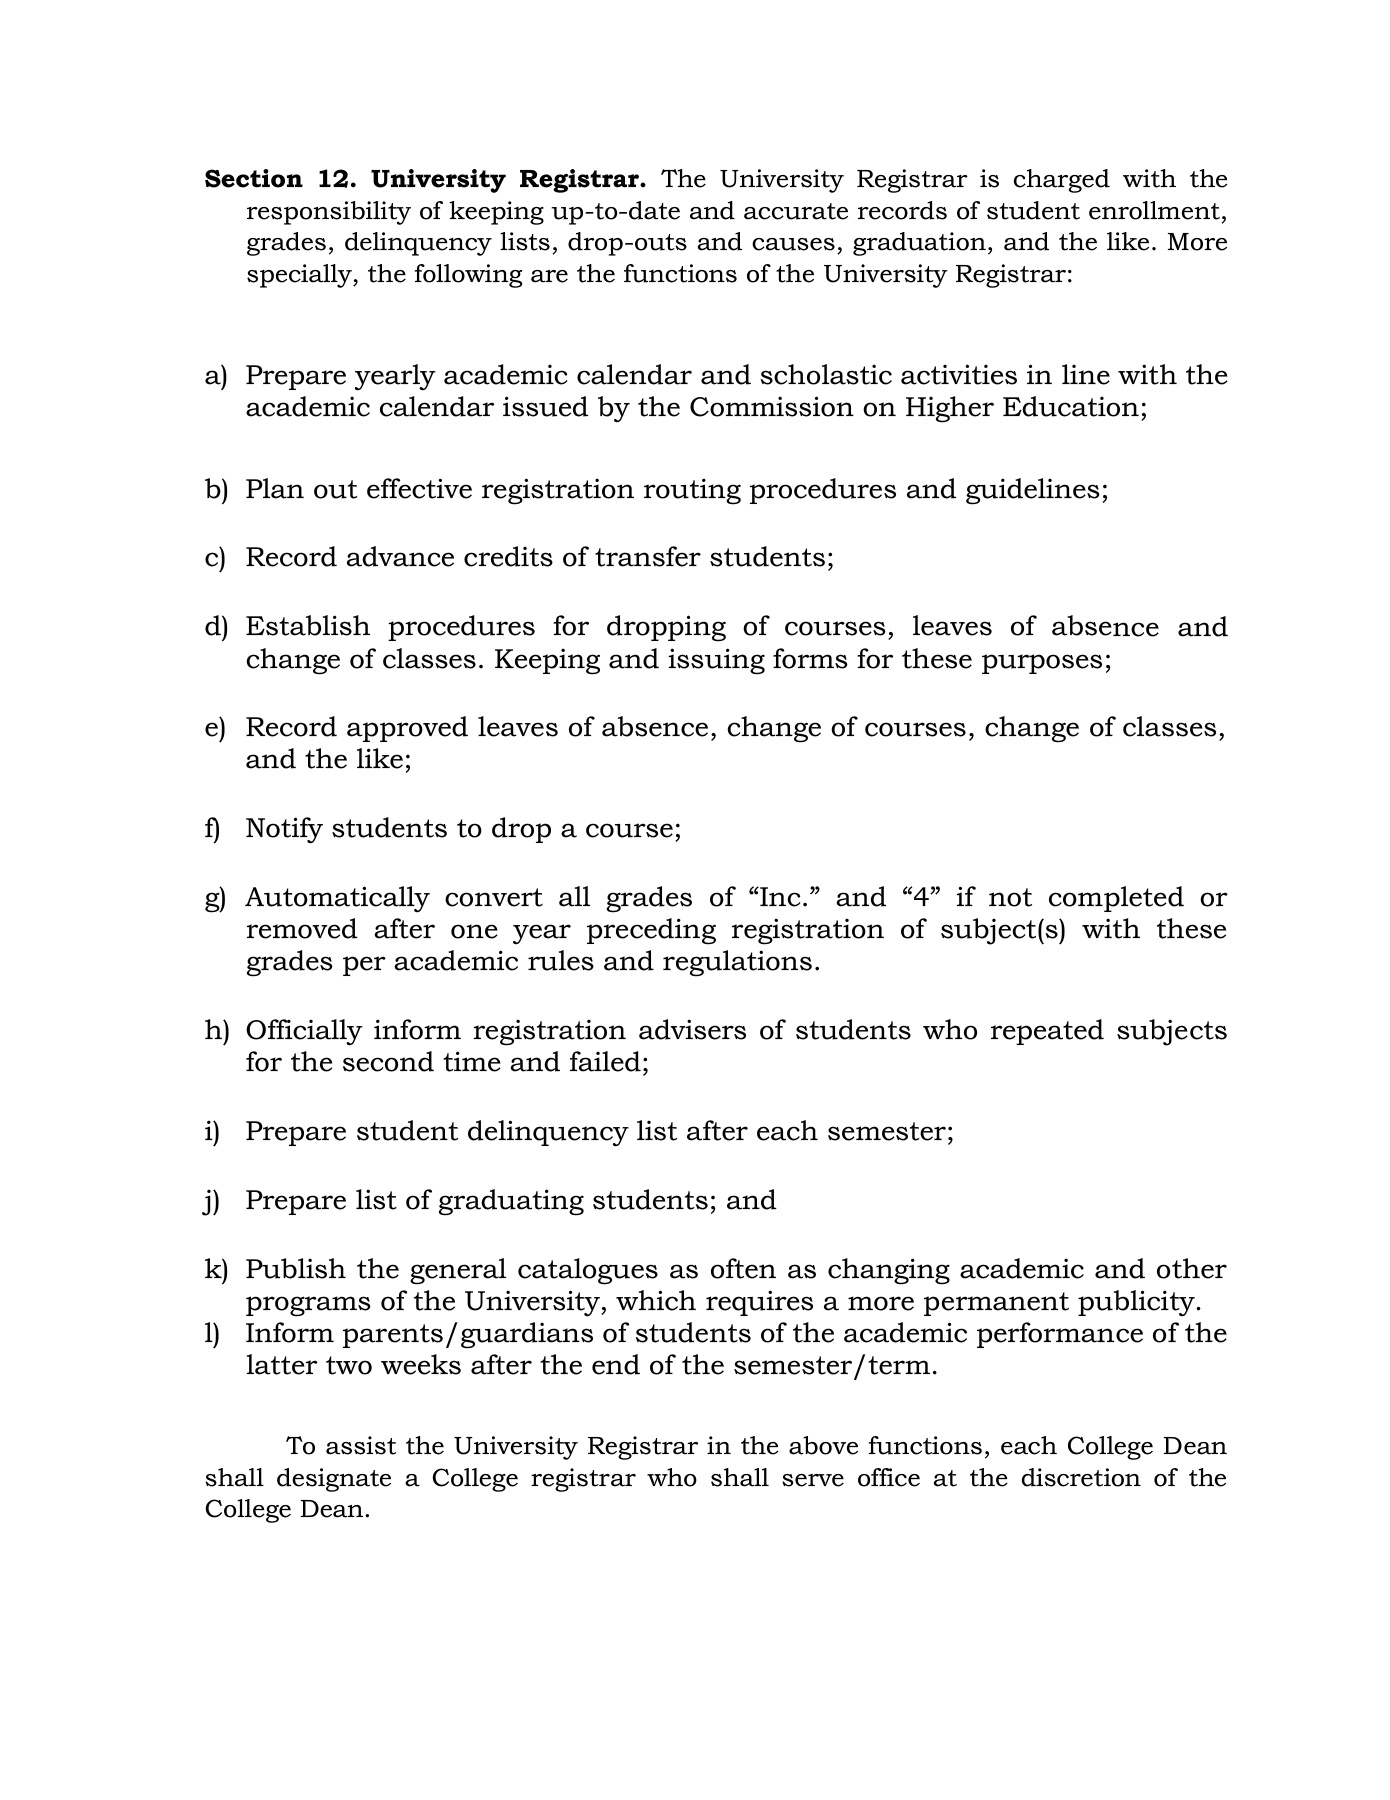 Section 12. University Registrar. The University Registrar is charged with the
responsibility of keeping up-to-date and accurate records of student enrollment,
grades, delinquency lists, drop-outs and causes, graduation, and the like. More
specially, the following are the functions of the University Registrar:
a) Prepare yearly academic calendar and scholastic activities in line with the
academic calendar issued by the Commission on Higher Education;
b) Plan out effective registration routing procedures and guidelines;
c) Record advance credits of transfer students;
d) Establish procedures for dropping of courses, leaves of absence and
change of classes. Keeping and issuing forms for these purposes;
e) Record approved leaves of absence, change of courses, change of classes,
and the like;
f) Notify students to drop a course;
g) Automatically convert all grades of “Inc.” and “4” if not completed or
removed after one year preceding registration of subject(s) with these
grades per academic rules and regulations.
h) Officially inform registration advisers of students who repeated subjects
for the second time and failed;
i) Prepare student delinquency list after each semester;
j) Prepare list of graduating students; and
k) Publish the general catalogues as often as changing academic and other
programs of the University, which requires a more permanent publicity.
l) Inform parents/guardians of students of the academic performance of the
latter two weeks after the end of the semester/term.
To assist the University Registrar in the above functions, each College Dean
shall designate a College registrar who shall serve office at the discretion of the
College Dean.